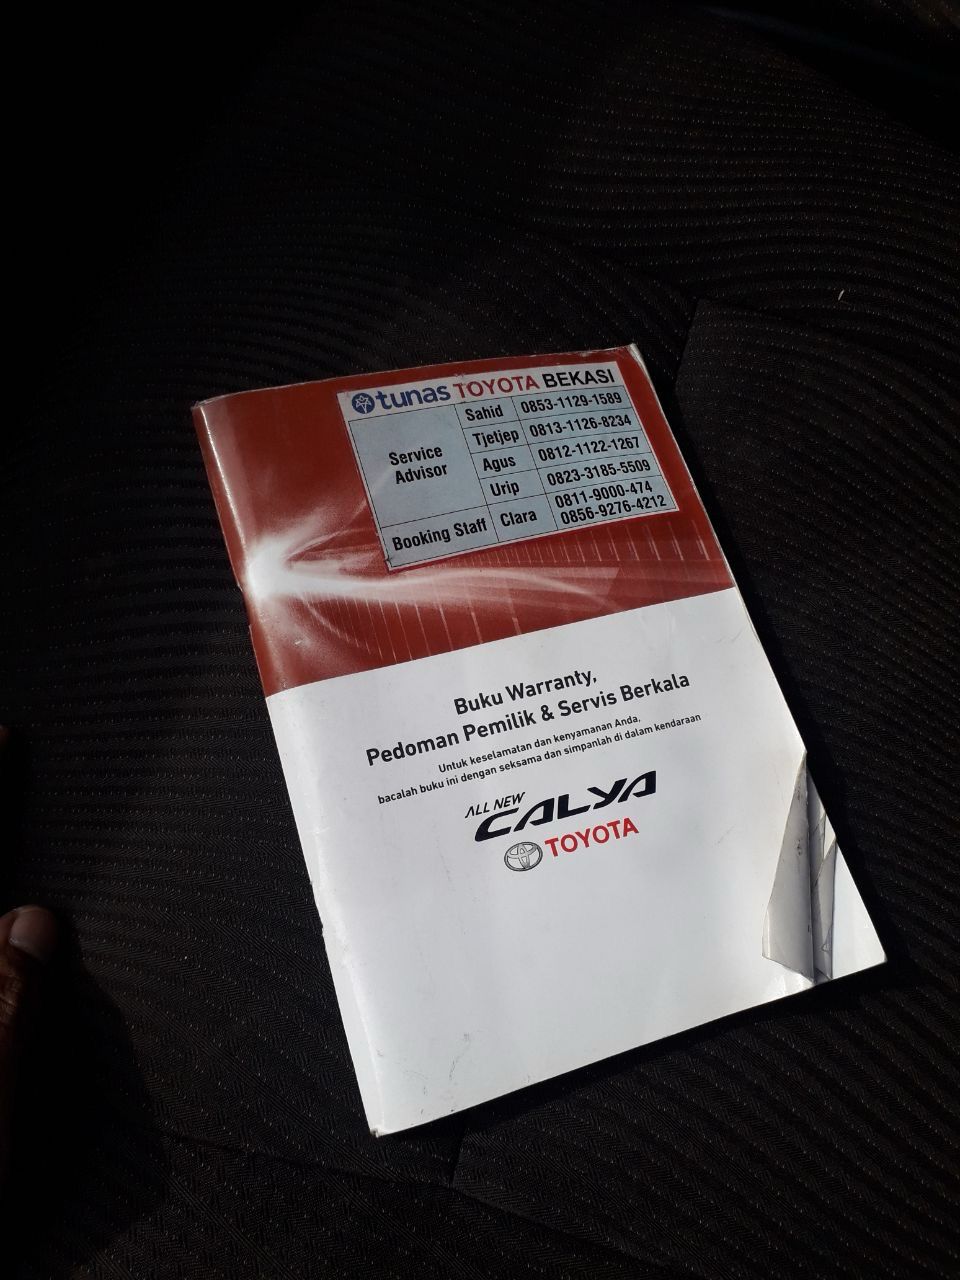 tunas TOYOTA BEKASI
Service Advisor
Sahid 0853-1129-1589
Tjetjep 0813-1126-8234
Agus 0812-1122-1267
Urip 0823-3185-5509
Booking Staff Clara 0811-9000-474
0856-9276-4212
Buku Warranty,
Pedoman Pemilik & Servis Berkala
Untuk keselamatan dan kenyamanan Anda,
bacalah buku ini dengan seksama dan simpanlah di dalam kendaraan
ALL NEW
CALYA
TOYOTA